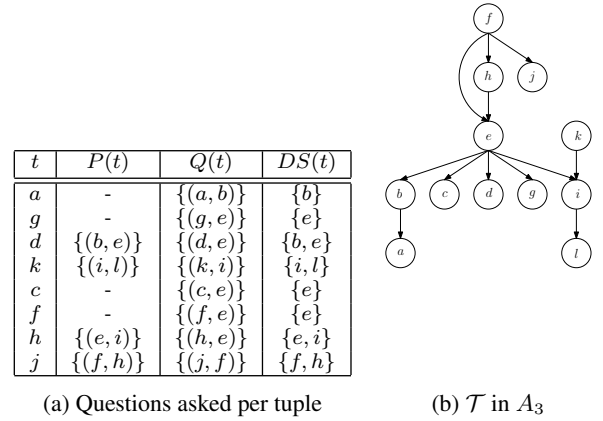 t P(t) Q(t) DS(t)
a - {(a, b)} {b}
g - {(g, e)} {e}
d {(b, e)} {(d, e)} {b, e}
k {(i, l)} {(k, i)} {i, l}
c - {(c, e)} {e}
f - {(f, e)} {e}
h {(e, i)} {(h, e)} {e, i}
j {(f, h)} {(j, f)} {f, h}
(a) Questions asked per tuple
f
h j
e k
b c d g i
a l
(b) 𝒯 in A₃